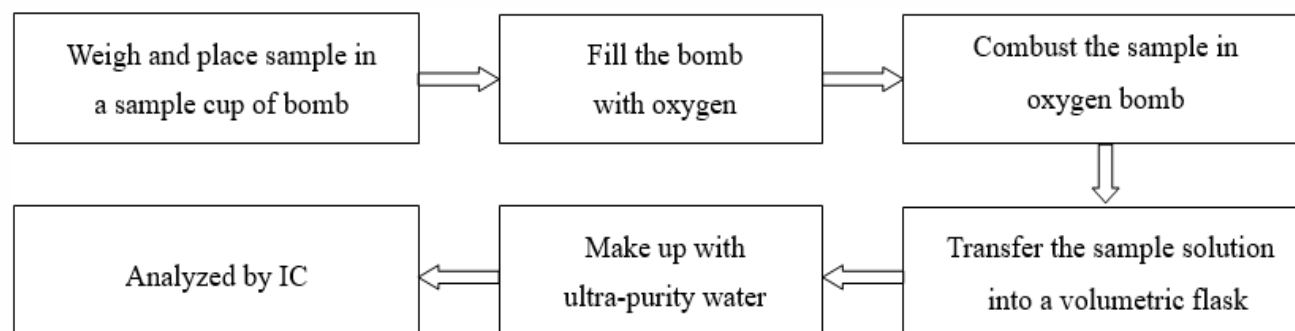 Weigh and place sample in
a sample cup of bomb
Fill the bomb
with oxygen
Combust the sample in
oxygen bomb
Transfer the sample solution
into a volumetric flask
Make up with
ultra-purity water
Analyzed by IC